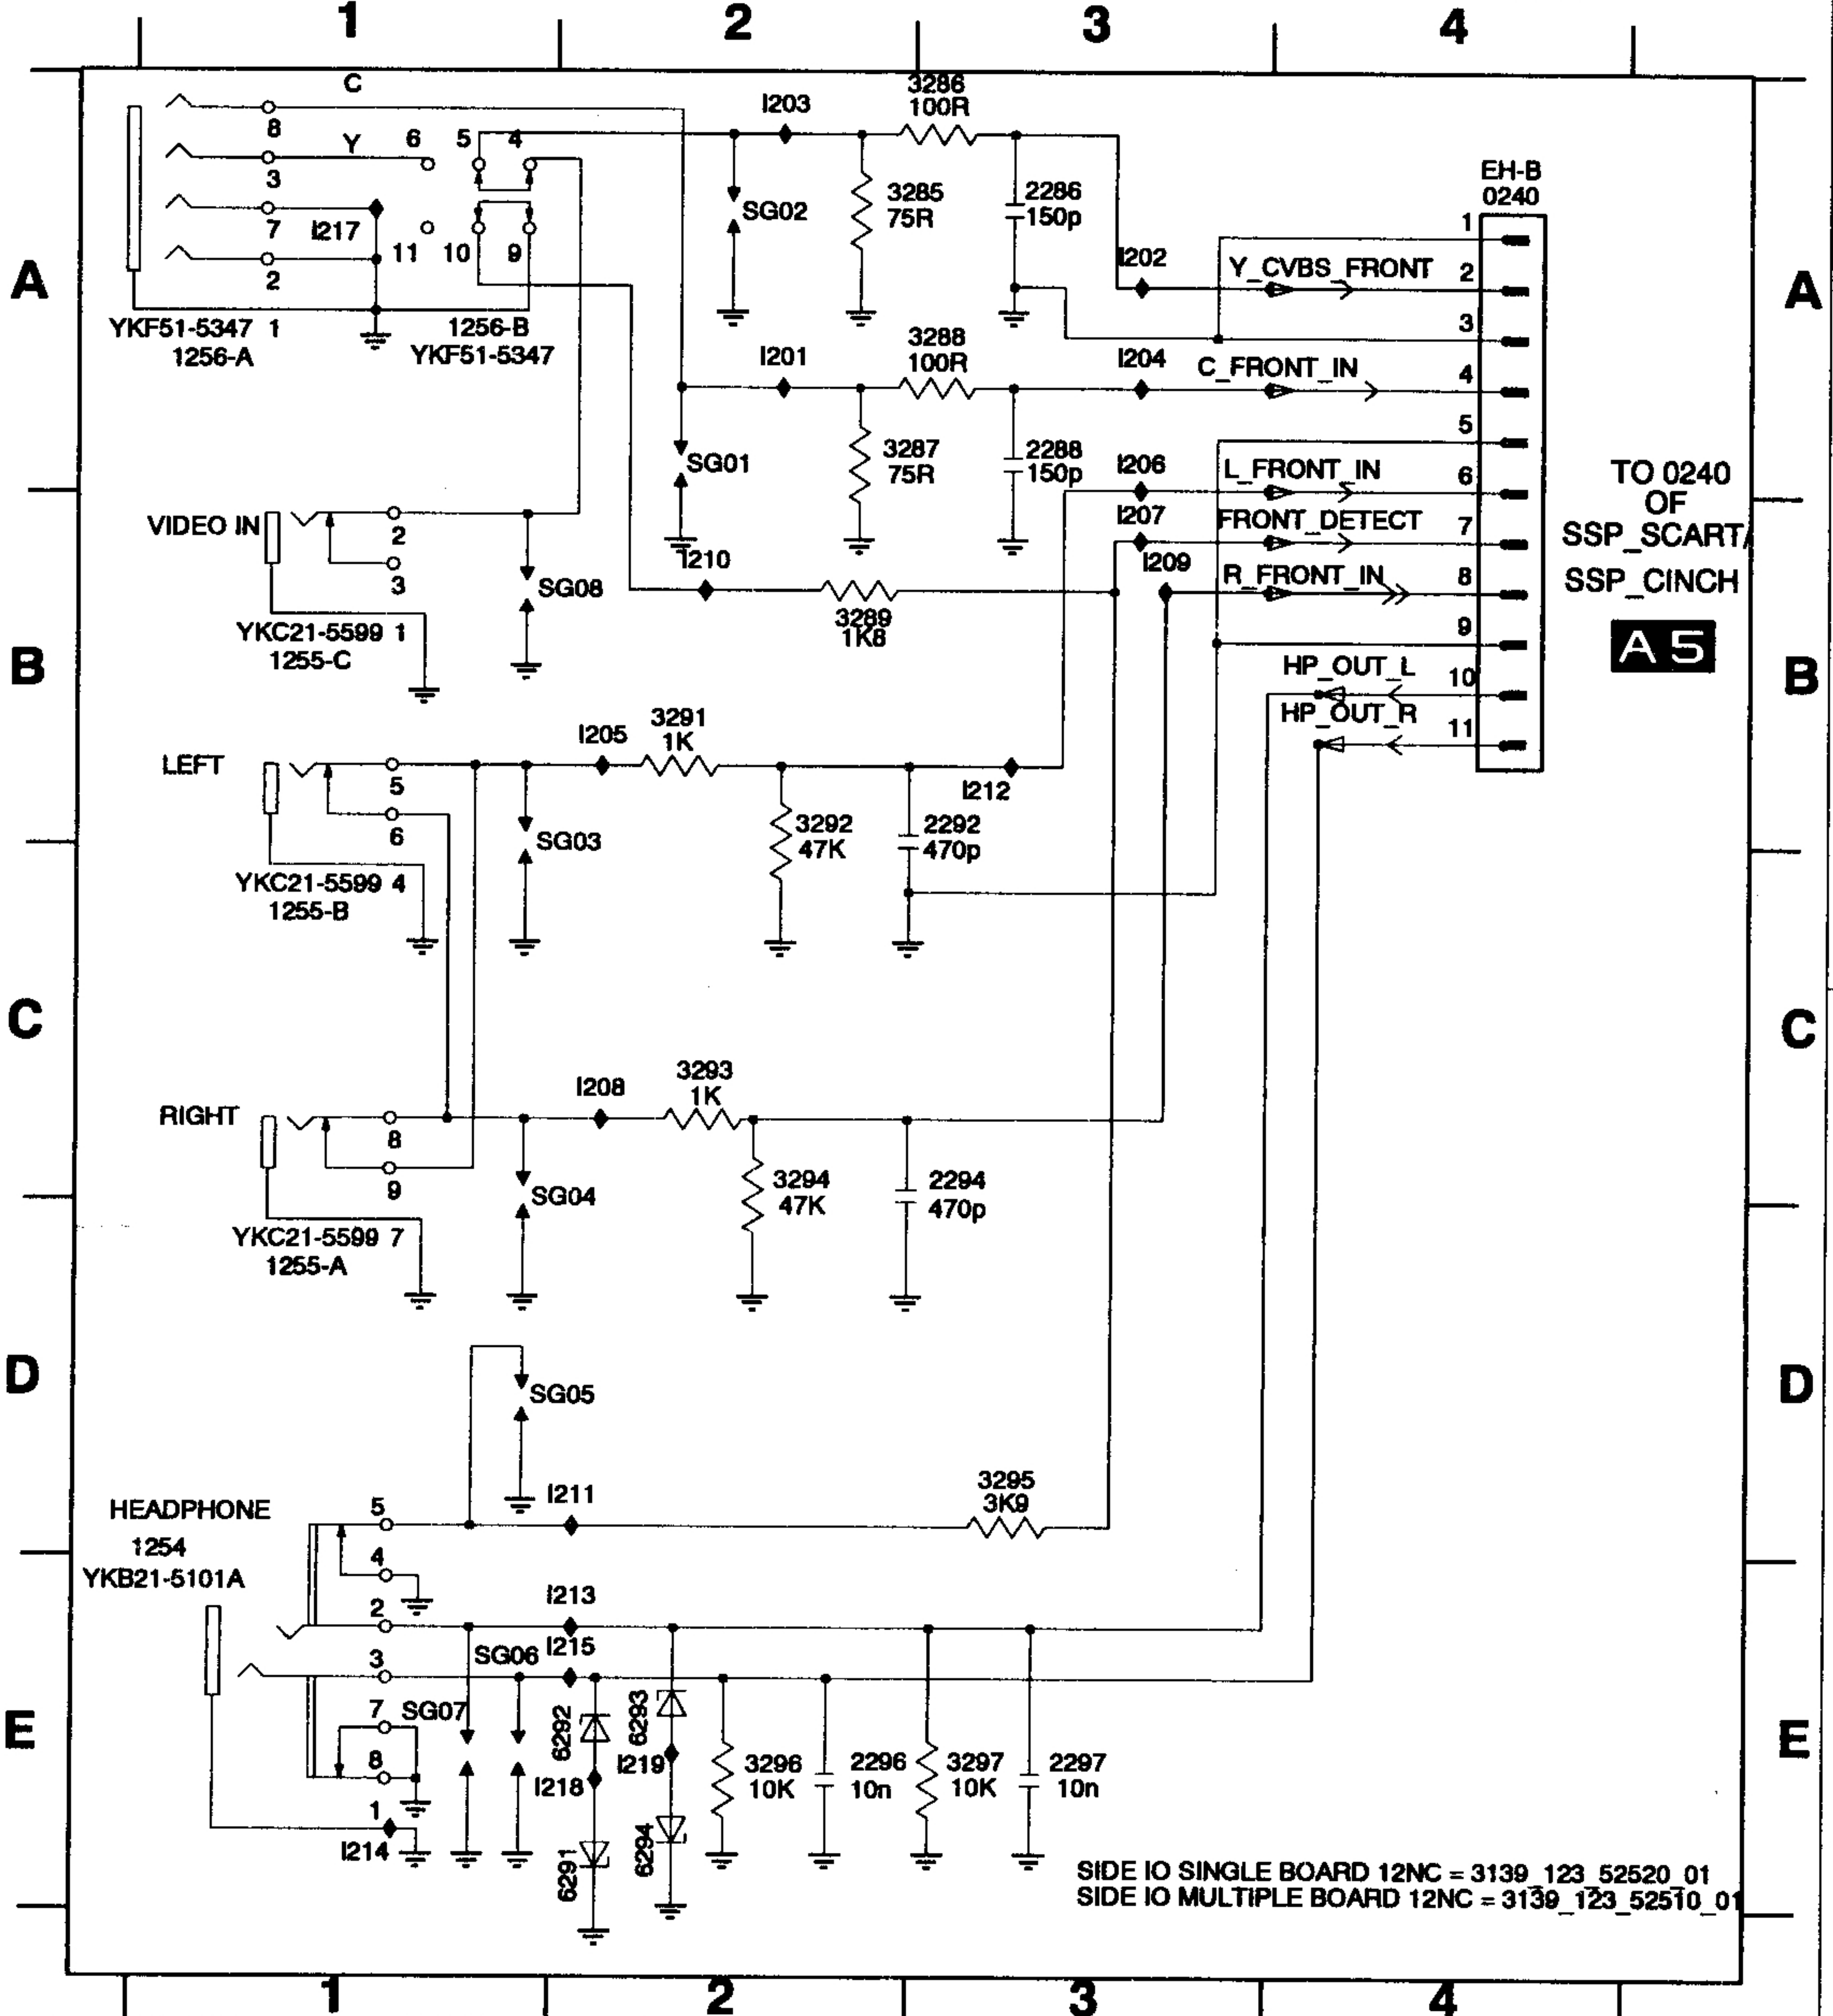 1 2 3 4
C
3286
100R
I203
8
Y 6 5 4
3
EH-B
0240
3285
75R
2286
150p
SG02
7 I217
11 10 9
2
1
I202
Y_CVBS_FRONT 2
A
A
YKF51-5347 1
1256-A
1256-B
YKF51-5347
3
I201
3288
100R
I204
C_FRONT_IN 4
SG01
3287
75R
2288
150p
5
I206
L_FRONT_IN 6
TO 0240
OF
SSP_SCART/
SSP_CINCH
A5
VIDEO IN
2
3
I207
FRONT_DETECT 7
I210
I209
R_FRONT_IN 8
SG08
3289
1K8
YKC21-5599 1
1255-C
9
B
B
HP_OUT_L 10
HP_OUT_R 11
I205
3291
1K
LEFT
5
6
I212
SG03
3292
47K
2292
470p
YKC21-5599 4
1255-B
C
C
I208
3293
1K
RIGHT
8
9
SG04
3294
47K
2294
470p
YKC21-5599 7
1255-A
D
D
SG05
HEADPHONE
1254
YKB21-5101A
5
I211
3295
3K9
4
2
I213
3
SG06 I215
7 SG07
6292
6293
E
E
8
I218
I219
3296
10K
2296
10n
3297
10K
2297
10n
1
I214
6291
6294
SIDE IO SINGLE BOARD 12NC = 3139_123_52520_01
SIDE IO MULTIPLE BOARD 12NC = 3139_123_52510_01
1 2 3 4